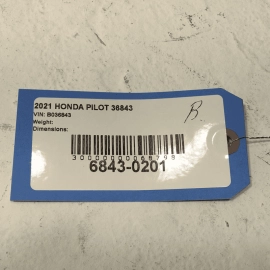 2021 HONDA PILOT 36843
VIN: B036843
Weight:
Dimensions:
6843-0201